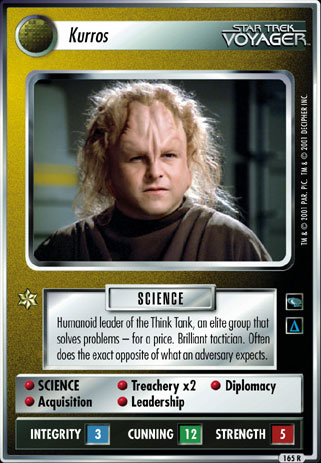 Kurros
STAR TREK
VOYAGER
TM & © 2001 PAR. PIC. TM & © 2001 DECIPHER INC.
SCIENCE
Humanoid leader of the Think Tank, an elite group that
solves problems – for a price. Brilliant tactician. Often
does the exact opposite of what an adversary expects.
SCIENCE Treachery x2 Diplomacy
Acquisition Leadership
INTEGRITY 3 CUNNING 12 STRENGTH 5
165 R